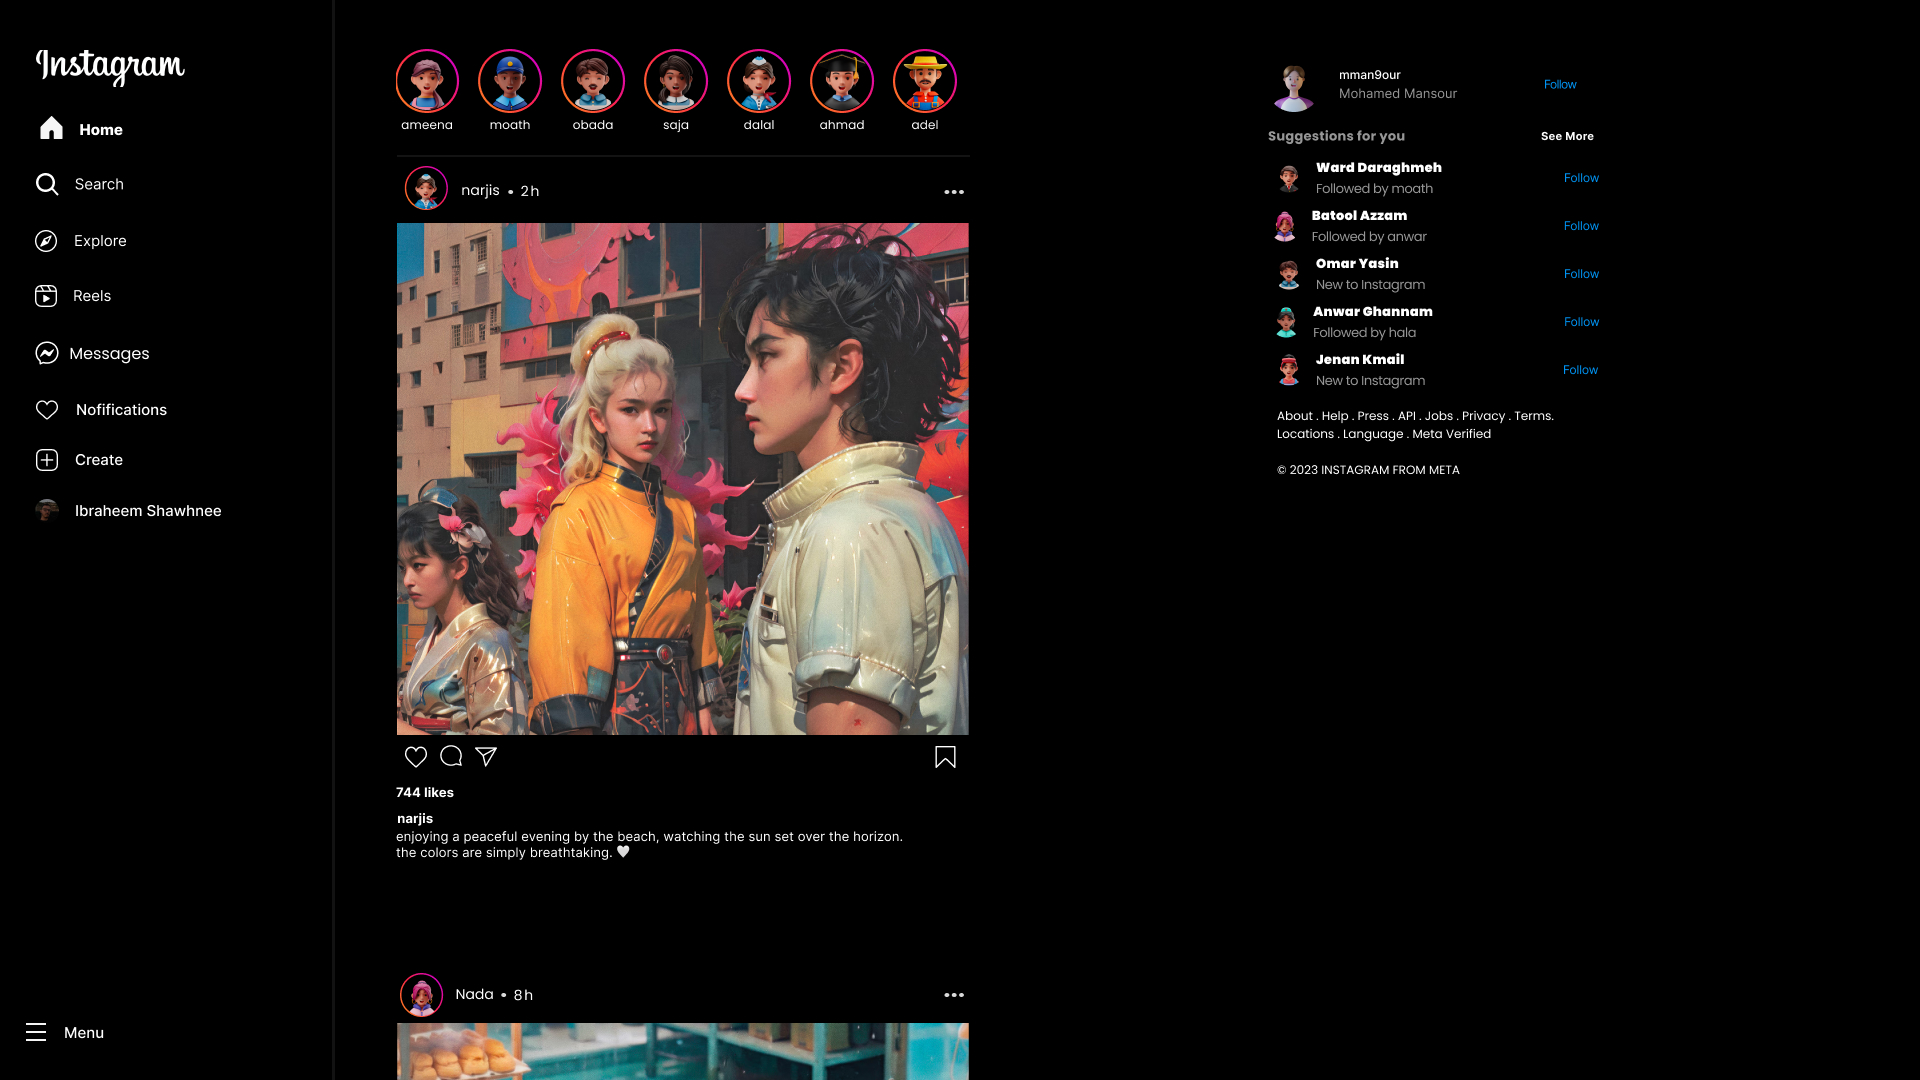 Instagram
Home
Search
Explore
Reels
Messages
Nofifications
Create
Ibraheem Shawhnee
Menu
ameena
moath
obada
saja
dalal
ahmad
adel
narjis • 2h
744 likes
narjis
enjoying a peaceful evening by the beach, watching the sun set over the horizon.
the colors are simply breathtaking. 🤍
Nada • 8h
mman9our
Mohamed Mansour
Follow
Suggestions for you
See More
Ward Daraghmeh
Followed by moath
Follow
Batool Azzam
Followed by anwar
Follow
Omar Yasin
New to Instagram
Follow
Anwar Ghannam
Followed by hala
Follow
Jenan Kmail
New to Instagram
Follow
About . Help . Press . API . Jobs . Privacy . Terms.
Locations . Language . Meta Verified
© 2023 INSTAGRAM FROM META